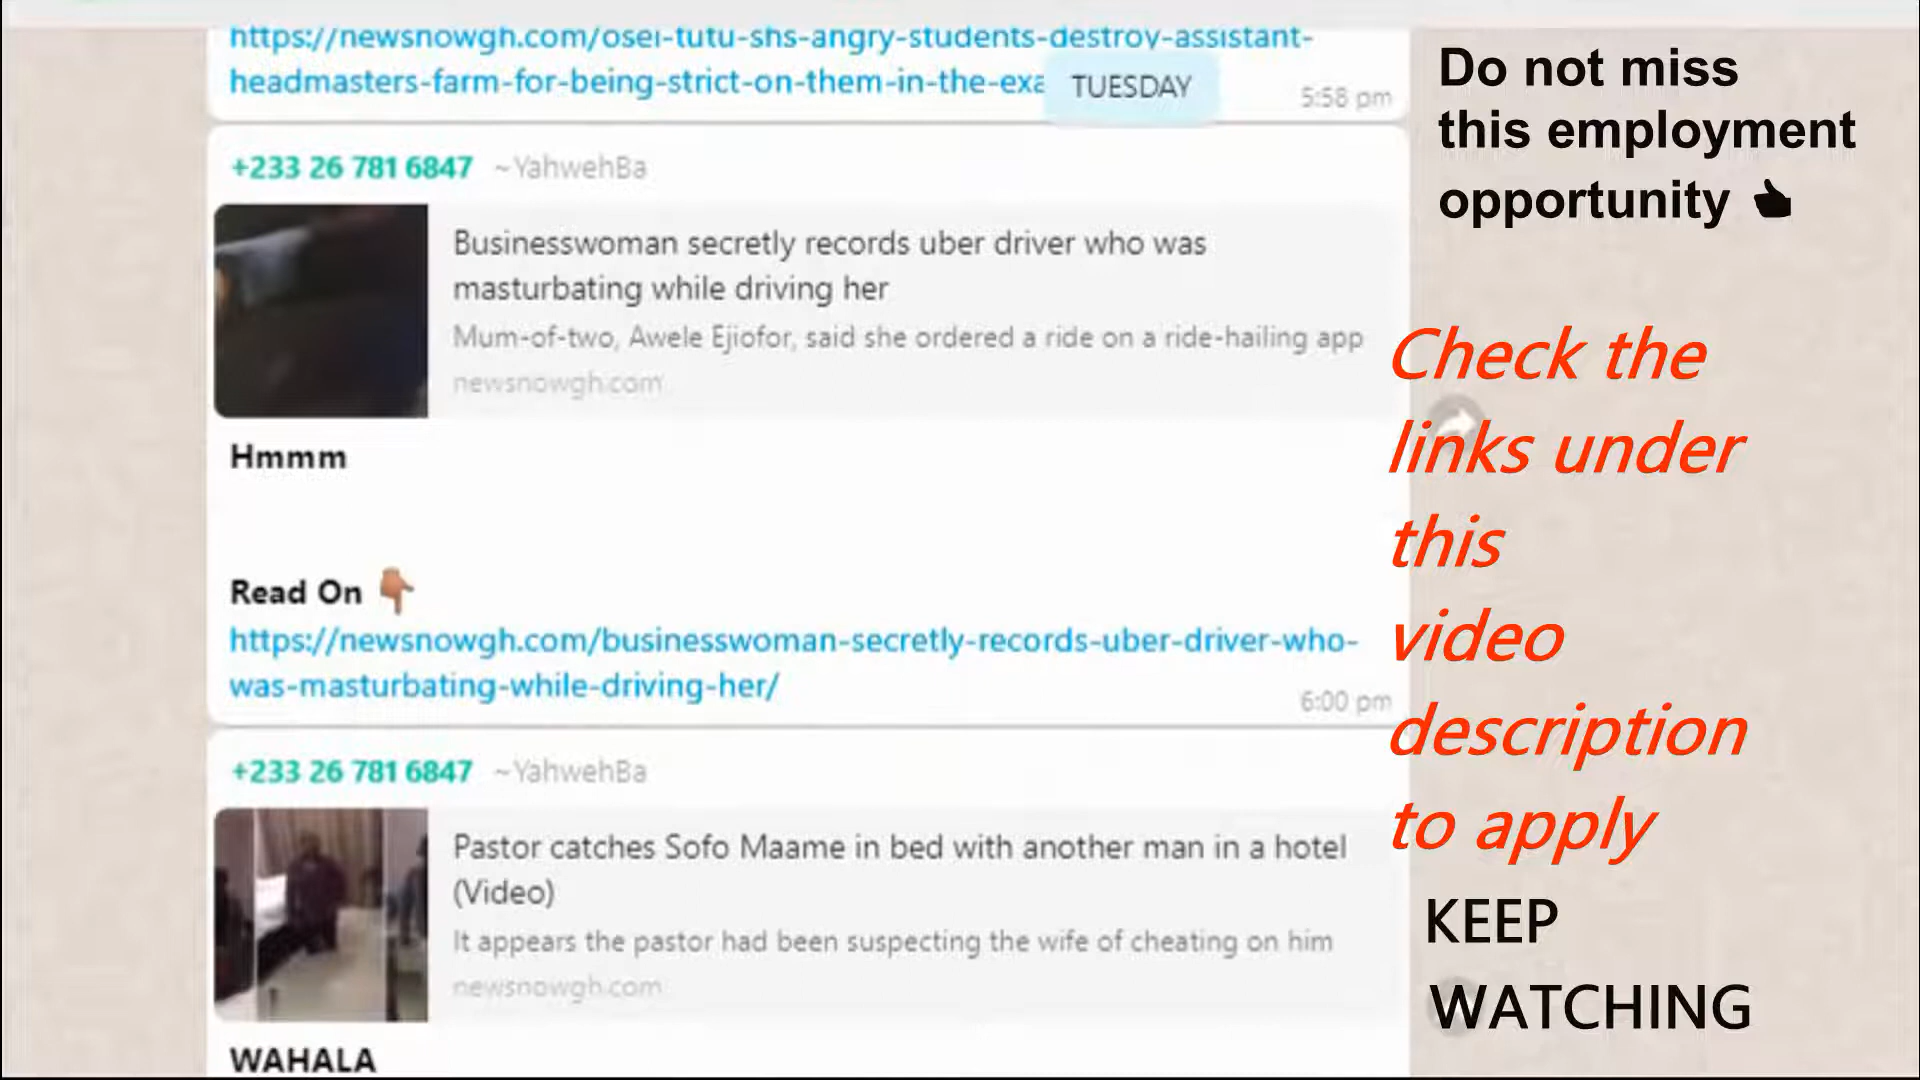 https://newsnowgh.com/osei-tutu-shs-angry-students-destroy-assistant-
headmasters-farm-for-being-strict-on-them-in-the-exa
TUESDAY
5:58 pm
+233 26 781 6847 ~YahwehBa
Businesswoman secretly records uber driver who was
masturbating while driving her
Mum-of-two, Awele Ejiofor, said she ordered a ride on a ride-hailing app
newsnowgh.com
Hmmm
Read On 👇🏽
https://newsnowgh.com/businesswoman-secretly-records-uber-driver-who-
was-masturbating-while-driving-her/
6:00 pm
+233 26 781 6847 ~YahwehBa
Pastor catches Sofo Maame in bed with another man in a hotel
(Video)
It appears the pastor had been suspecting the wife of cheating on him
newsnowgh.com
WAHALA
Do not miss
this employment
opportunity
Check the
links under
this
video
description
to apply
KEEP
WATCHING